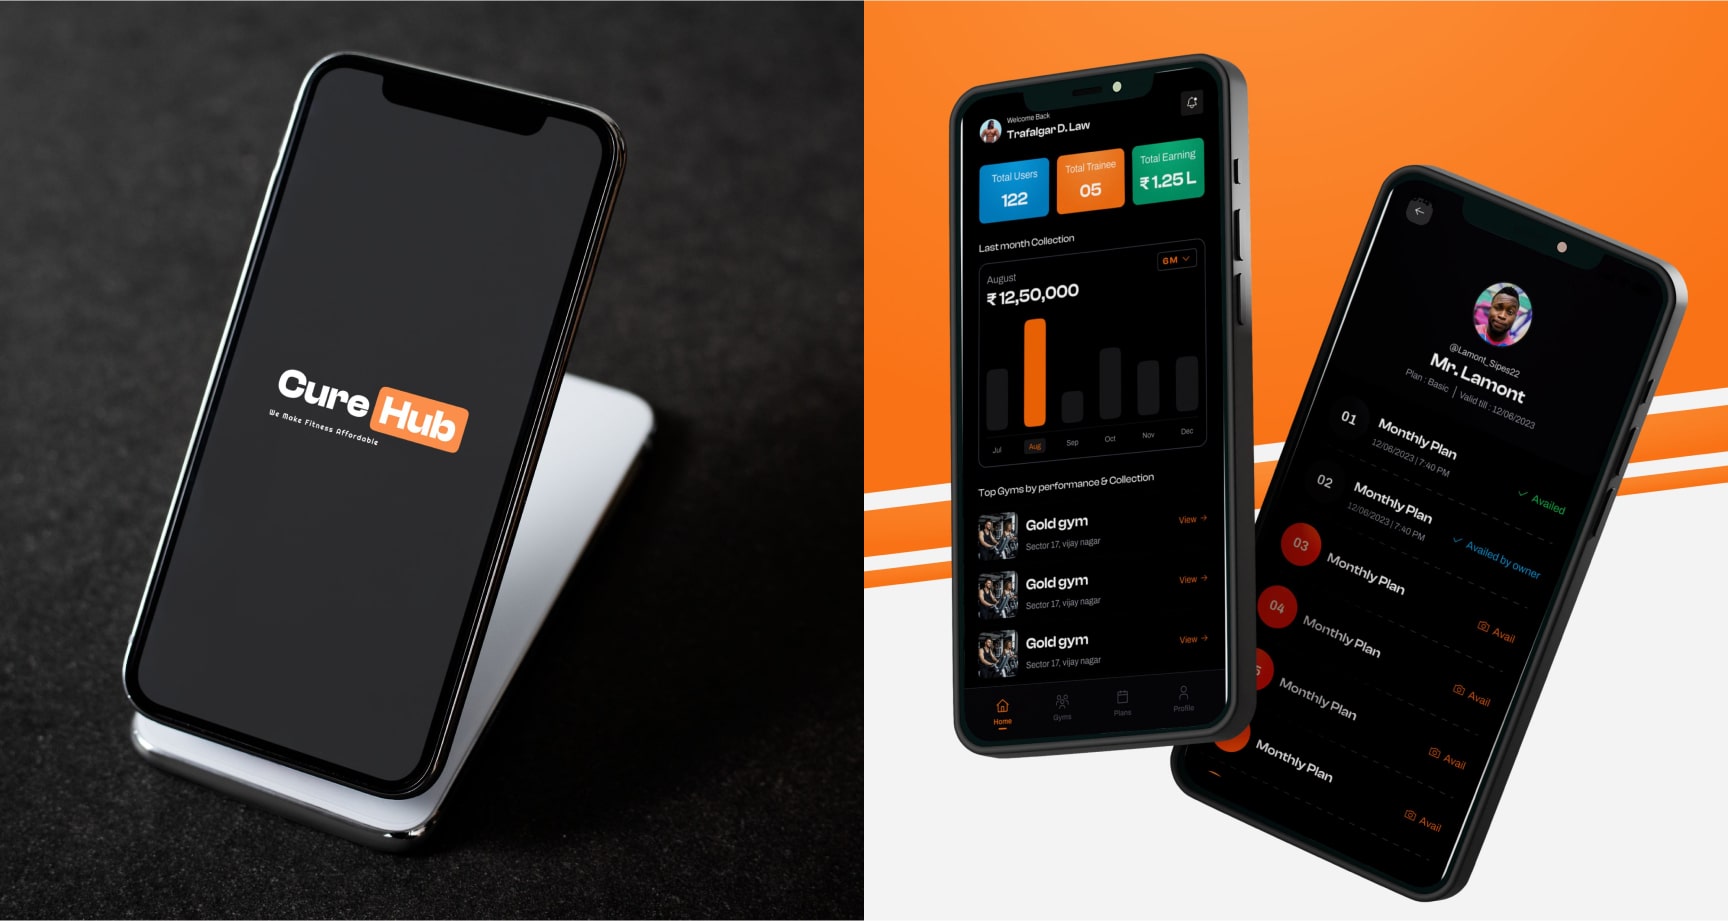 Cure Hub
We Make Fitness Affordable
Welcome Back
Trafalgar D. Law
Total Users
122
Total Trainee
05
Total Earning
₹ 1.25 L
Last month Collection
August
₹ 12,50,000
6M
Jul
Aug
Sep
Oct
Nov
Dec
Top Gyms by performance & Collection
Gold gym
Sector 17, vijay nagar
View
Gold gym
Sector 17, vijay nagar
View
Gold gym
Sector 17, vijay nagar
View
Home
Gyms
Plans
Profile
@Lamont_Sipes22
Mr. Lamont
Plan : Basic | Valid till : 12/06/2023
01
Monthly Plan
12/06/2023 | 7:40 PM
Availed
02
Monthly Plan
12/06/2023 | 7:40 PM
Availed by owner
03
Monthly Plan
Avail
04
Monthly Plan
Avail
5
Monthly Plan
Avail
Monthly Plan
Avail